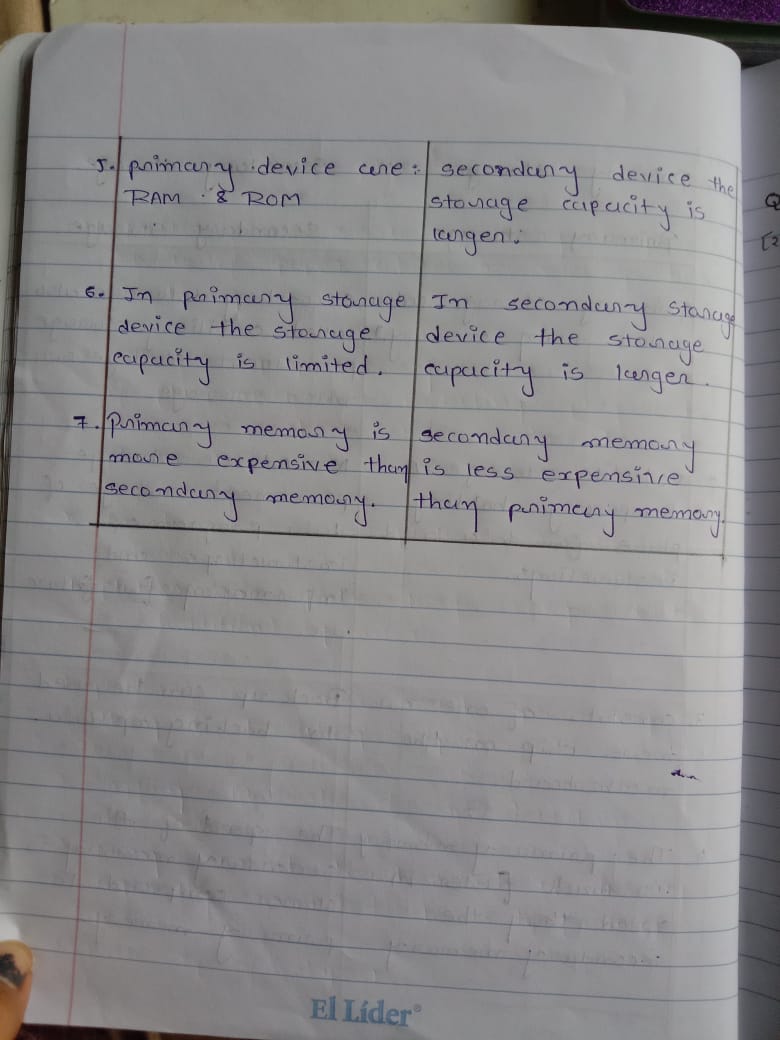 5. primary device are: secondary device the
RAM & ROM storage capacity is
larger.
6. In primary storage In secondary storage
device the storage device the storage
capacity is limited. capacity is larger.
7. Primary memory is secondary memory
more expensive than is less expensive
secondary memory. than primary memory.
El Líder®
Q
[2